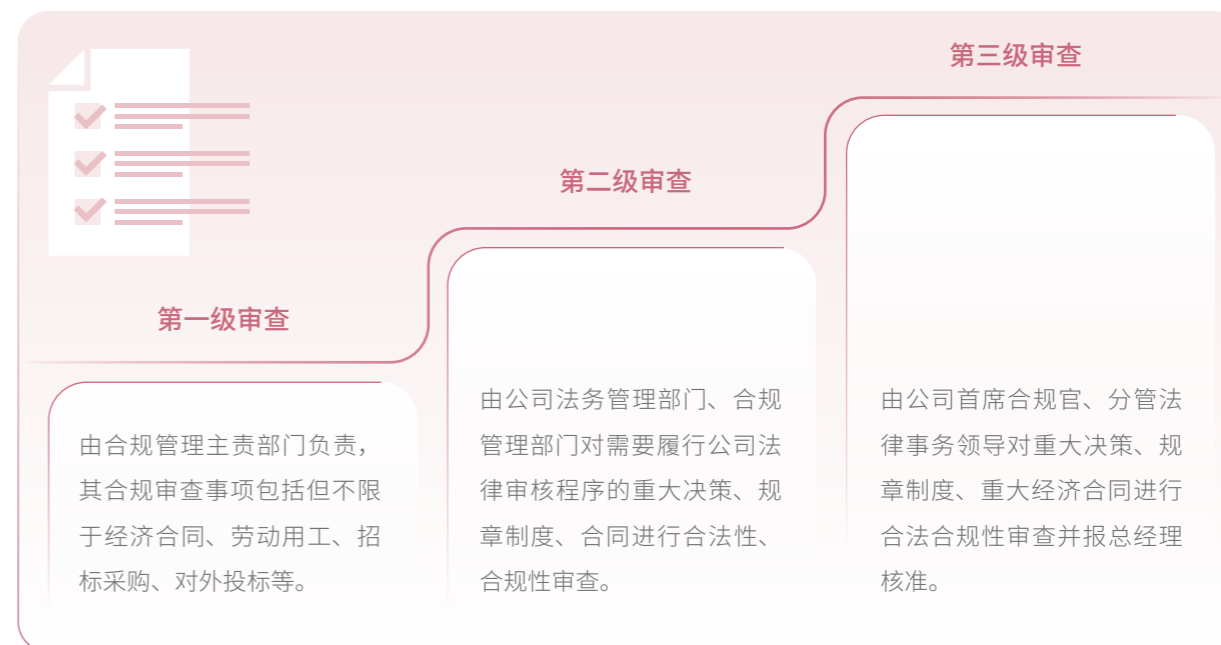 第一级审查
由合规管理主责部门负责，
其合规审查事项包括但不限
于经济合同、劳动用工、招
标采购、对外投标等。
第二级审查
由公司法务管理部门、合规
管理部门对需要履行公司法
律审核程序的重大决策、规
章制度、合同进行合法性、
合规性审查。
第三级审查
由公司首席合规官、分管法
律事务领导对重大决策、规
章制度、重大经济合同进行
合法合规性审查并报总经理
核准。